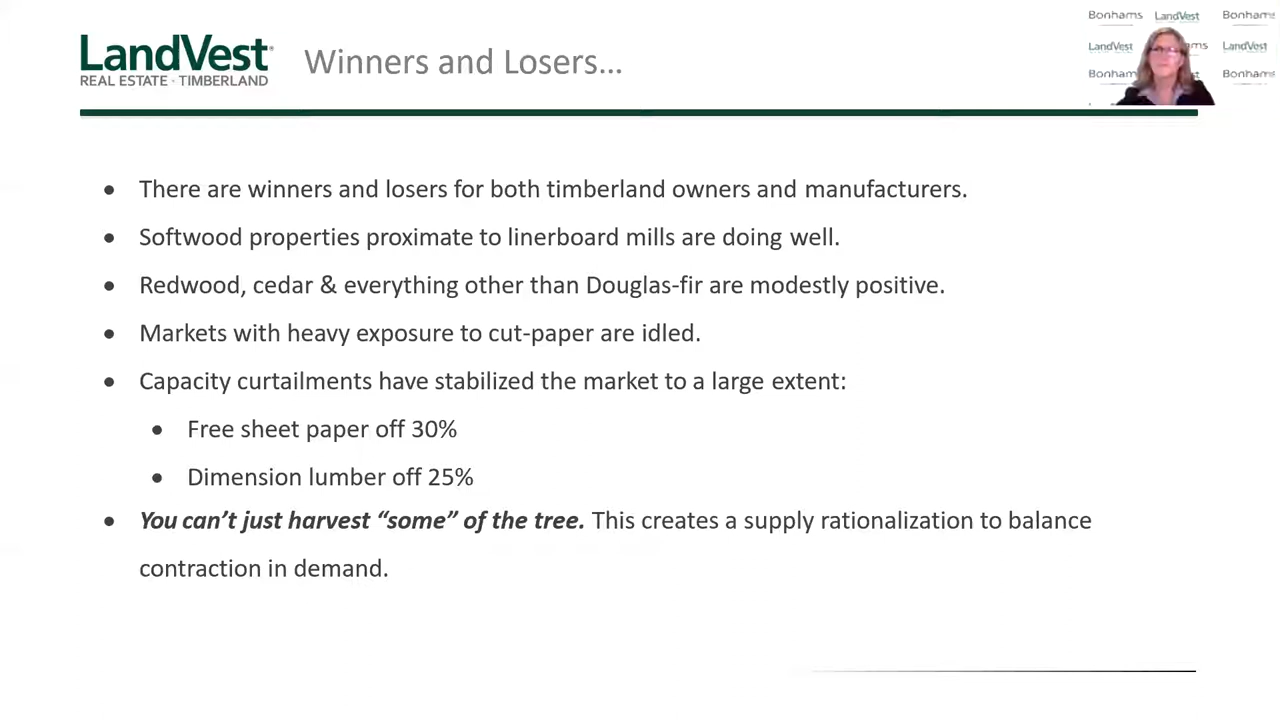 LandVest
REAL ESTATE · TIMBERLAND
Winners and Losers...
Bonhams LandVest Bonhams
LandVest ms LandVest
Bonham st Bonhams
• There are winners and losers for both timberland owners and manufacturers.
• Softwood properties proximate to linerboard mills are doing well.
• Redwood, cedar & everything other than Douglas-fir are modestly positive.
• Markets with heavy exposure to cut-paper are idled.
• Capacity curtailments have stabilized the market to a large extent:
• Free sheet paper off 30%
• Dimension lumber off 25%
• You can’t just harvest “some” of the tree. This creates a supply rationalization to balance
contraction in demand.